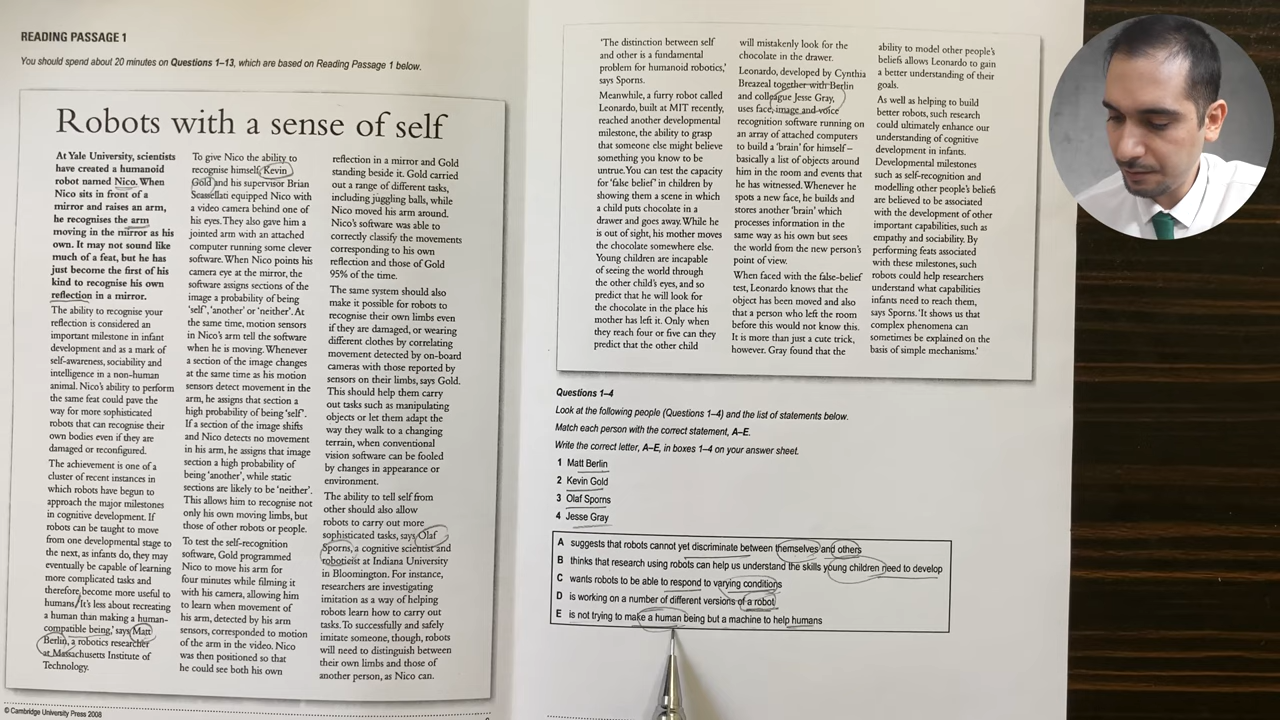 READING PASSAGE 1
You should spend about 20 minutes on Questions 1–13, which are based on Reading Passage 1 below.
Robots with a sense of self
At Yale University, scientists
have created a humanoid
robot named Nico. When
Nico sits in front of a
mirror and raises an arm,
he recognises the arm
moving in the mirror as his
own. It may not sound like
much of a feat, but he has
just become the first of his
kind to recognise his own
reflection in a mirror.
The ability to recognise your
reflection is considered an
important milestone in infant
development and as a mark of
self-awareness, sociability and
intelligence in a non-human
animal. Nico's ability to perform
the same feat could pave the
way for more sophisticated
robots that can recognise their
own bodies even if they are
damaged or reconfigured.
The achievement is one of a
cluster of recent instances in
which robots have begun to
approach the major milestones
in cognitive development. If
robots can be taught to move
from one developmental stage to
the next, as infants do, they may
eventually be capable of learning
more complicated tasks and
therefore become more useful to
humans. 'It's less about recreating
a human than making a human-
compatible being,' says Matt
Berlin, a robotics researcher
at Massachusetts Institute of
Technology.
To give Nico the ability to
recognise himself, Kevin
Gold and his supervisor Brian
Scassellati equipped Nico with
a video camera behind one of
his eyes. They also gave him a
jointed arm with an attached
computer running some clever
software. When Nico points his
camera eye at the mirror, the
software assigns sections of the
image a probability of being
'self', 'another' or 'neither'. At
the same time, motion sensors
in Nico's arm tell the software
when he is moving. Whenever
a section of the image changes
at the same time as his motion
sensors detect movement in the
arm, he assigns that section a
high probability of being 'self'.
If a section of the image shifts
and Nico detects no movement
in his arm, he assigns that image
section a high probability of
being 'another', while static
sections are likely to be 'neither'.
This allows him to recognise not
only his own moving limbs, but
those of other robots or people.
To test the self-recognition
software, Gold programmed
Nico to move his arm for
four minutes while filming it
with his camera, allowing him
to learn when movement of
his arm, detected by his arm
sensors, corresponded to motion
of the arm in the video. Nico
was then positioned so that
he could see both his own
reflection in a mirror and Gold
standing beside it. Gold carried
out a range of different tasks,
including juggling balls, while
Nico moved his arm around.
Nico's software was able to
correctly classify the movements
corresponding to his own
reflection and those of Gold
95% of the time.
The same system should also
make it possible for robots to
recognise their own limbs even
if they are damaged, or wearing
different clothes by correlating
movement detected by on-board
cameras with those reported by
sensors on their limbs, says Gold.
This should help them carry
out tasks such as manipulating
objects or let them adapt the
way they walk to a changing
terrain, when conventional
vision software can be fooled
by changes in appearance or
environment.
The ability to tell self from
other should also allow
robots to carry out more
sophisticated tasks, says Olaf
Sporns, a cognitive scientist and
roboticist at Indiana University
in Bloomington. For instance,
researchers are investigating
imitation as a way of helping
robots learn how to carry out
tasks. To successfully and safely
imitate someone, though, robots
will need to distinguish between
their own limbs and those of
another person, as Nico can.
© Cambridge University Press 2008
'The distinction between self
and other is a fundamental
problem for humanoid robotics,'
says Sporns.
Meanwhile, a furry robot called
Leonardo, built at MIT recently,
reached another developmental
milestone, the ability to grasp
that someone else might believe
something you know to be
untrue. You can test the capacity
for 'false belief' in children by
showing them a scene in which
a child puts chocolate in a
drawer and goes away. While he
is out of sight, his mother moves
the chocolate somewhere else.
Young children are incapable
of seeing the world through
the other child's eyes, and so
predict that he will look for
the chocolate in the place his
mother has left it. Only when
they reach four or five can they
predict that the other child
will mistakenly look for the
chocolate in the drawer.
Leonardo, developed by Cynthia
Breazeal together with Berlin
and colleague Jesse Gray,
uses face, image and voice
recognition software running on
an array of attached computers
to build a 'brain' for himself –
basically a list of objects around
him in the room and events that
he has witnessed. Whenever he
spots a new face, he builds and
stores another 'brain' which
processes information in the
same way as his own but sees
the world from the new person's
point of view.
When faced with the false-belief
test, Leonardo knows that the
object has been moved and also
that a person who left the room
before this would not know this.
It is more than just a cute trick,
however. Gray found that the
ability to model other people's
beliefs allows Leonardo to gain
a better understanding of their
goals.
As well as helping to build
better robots, such research
could ultimately enhance our
understanding of cognitive
development in infants.
Developmental milestones
such as self-recognition and
modelling other people's beliefs
are believed to be associated
with the development of other
important capabilities, such as
empathy and sociability. By
performing feats associated
with these milestones, such
robots could help researchers
understand what capabilities
infants need to reach them,
says Sporns. 'It shows us that
complex phenomena can
sometimes be explained on the
basis of simple mechanisms.'
Questions 1–4
Look at the following people (Questions 1–4) and the list of statements below.
Match each person with the correct statement, A–E.
Write the correct letter, A–E, in boxes 1–4 on your answer sheet.
1 Matt Berlin
2 Kevin Gold
3 Olaf Sporns
4 Jesse Gray
A suggests that robots cannot yet discriminate between themselves and others
B thinks that research using robots can help us understand the skills young children need to develop
C wants robots to be able to respond to varying conditions
D is working on a number of different versions of a robot
E is not trying to make a human being but a machine to help humans